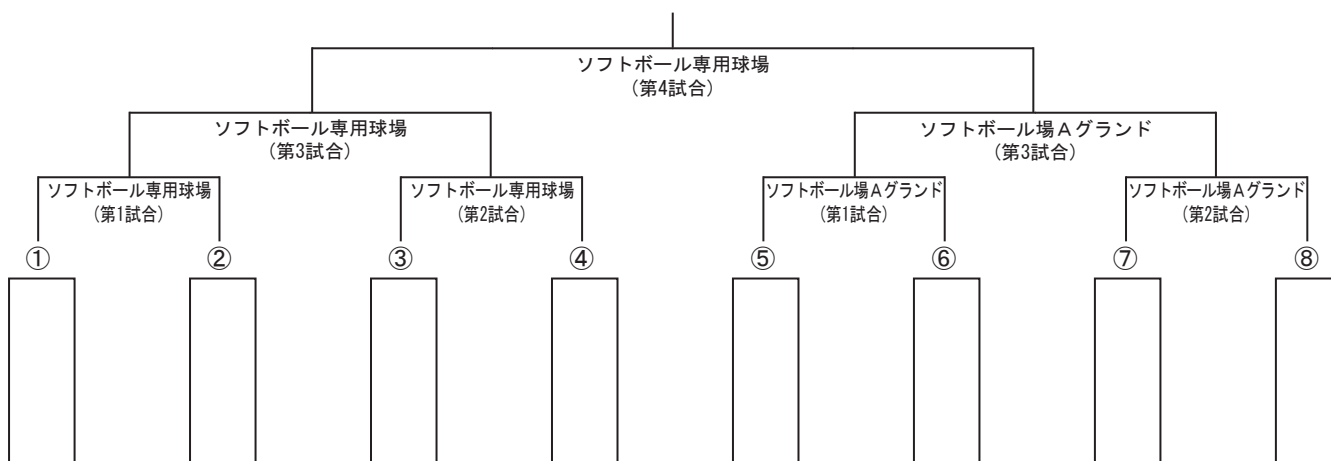 ソフトボール専用球場
(第4試合)
ソフトボール専用球場
(第3試合)
ソフトボール場Aグランド
(第3試合)
ソフトボール専用球場
(第1試合)
ソフトボール専用球場
(第2試合)
ソフトボール場Aグランド
(第1試合)
ソフトボール場Aグランド
(第2試合)
① ② ③ ④ ⑤ ⑥ ⑦ ⑧